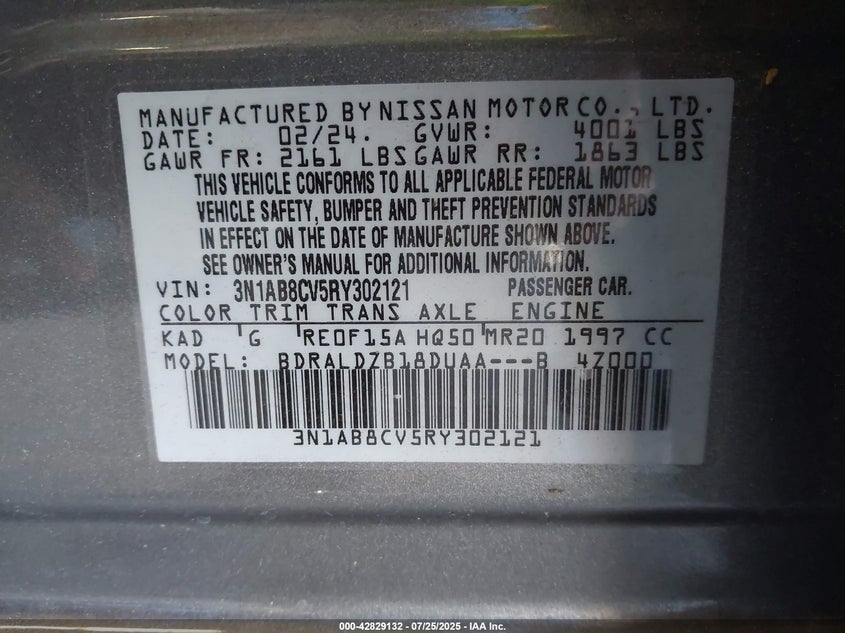 MANUFACTURED BY NISSAN MOTOR CO., LTD.
DATE: 02/24. GVWR: 4001 LBS
GAWR FR: 2161 LBS GAWR RR: 1863 LBS
THIS VEHICLE CONFORMS TO ALL APPLICABLE FEDERAL MOTOR
VEHICLE SAFETY, BUMPER AND THEFT PREVENTION STANDARDS
IN EFFECT ON THE DATE OF MANUFACTURE SHOWN ABOVE.
SEE OWNER'S MANUAL FOR ADDITIONAL INFORMATION.
VIN: 3N1AB8CV5RY302121 PASSENGER CAR.
COLOR TRIM TRANS AXLE ENGINE
KAD G RE0F15A HQ50 MR20 1997 CC
MODEL: BDRALDZB18DUAA---B 4Z000
3N1AB8CV5RY302121
000-42829132 - 07/25/2025 - IAA Inc.